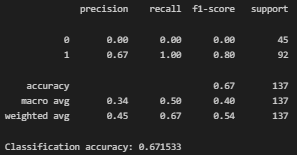 precision recall f1-score support
0 0.00 0.00 0.00 45
1 0.67 1.00 0.80 92
accuracy 0.67 137
macro avg 0.34 0.50 0.40 137
weighted avg 0.45 0.67 0.54 137
Classification accuracy: 0.671533